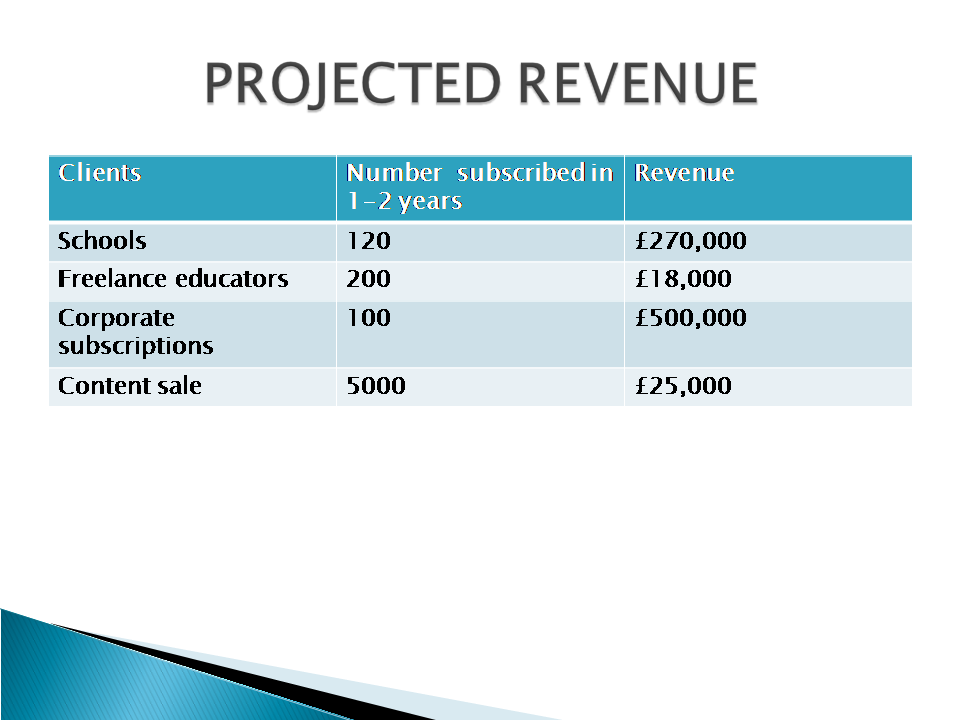 PROJECTED REVENUE
Clients Number subscribed in 1-2 years Revenue
Schools 120 £270,000
Freelance educators 200 £18,000
Corporate subscriptions 100 £500,000
Content sale 5000 £25,000